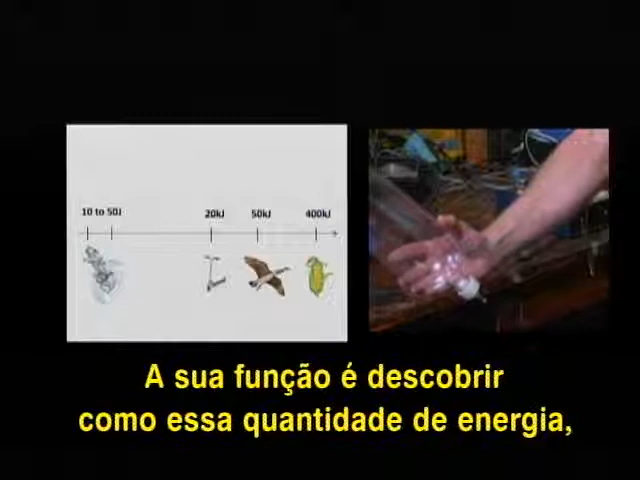 10 to 50J 20kJ 50kJ 400kJ
A sua função é descobrir
como essa quantidade de energia,